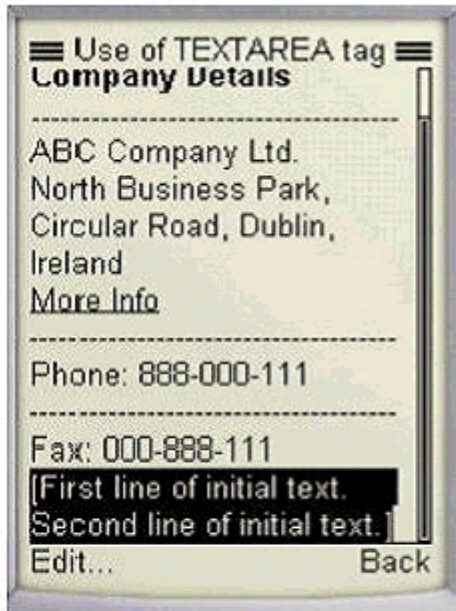 Use of TEXTAREA tag
Company Details
ABC Company Ltd.
North Business Park,
Circular Road, Dublin,
Ireland
More Info
Phone: 888-000-111
Fax: 000-888-111
[First line of initial text.
Second line of initial text.]
Edit... Back